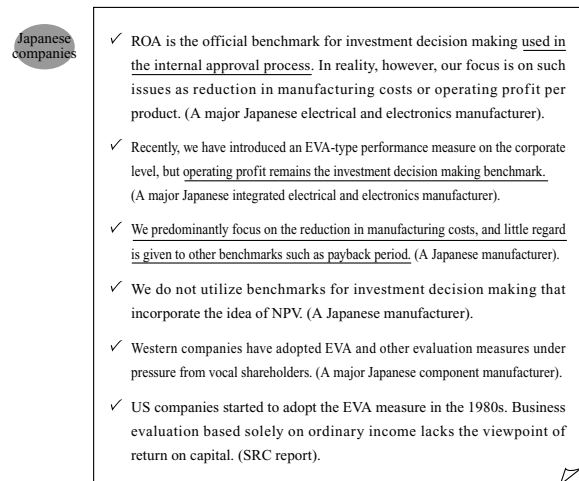 Japanese
companies
✓ ROA is the official benchmark for investment decision making used in
the internal approval process. In reality, however, our focus is on such
issues as reduction in manufacturing costs or operating profit per
product. (A major Japanese electrical and electronics manufacturer).
✓ Recently, we have introduced an EVA-type performance measure on the corporate
level, but operating profit remains the investment decision making benchmark.
(A major Japanese integrated electrical and electronics manufacturer).
✓ We predominantly focus on the reduction in manufacturing costs, and little regard
is given to other benchmarks such as payback period. (A Japanese manufacturer).
✓ We do not utilize benchmarks for investment decision making that
incorporate the idea of NPV. (A Japanese manufacturer).
✓ Western companies have adopted EVA and other evaluation measures under
pressure from vocal shareholders. (A major Japanese component manufacturer).
✓ US companies started to adopt the EVA measure in the 1980s. Business
evaluation based solely on ordinary income lacks the viewpoint of
return on capital. (SRC report).